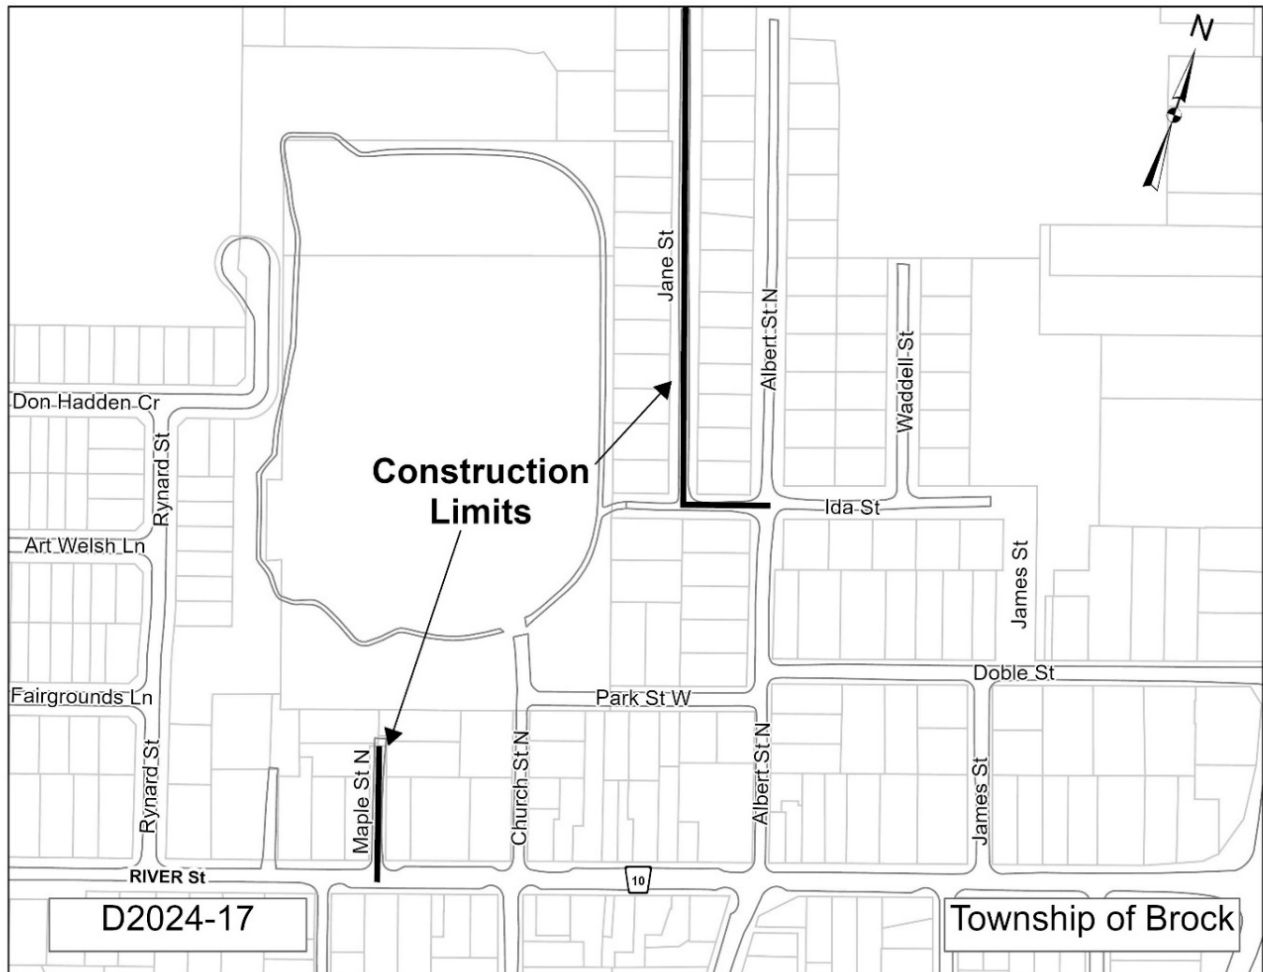 N
Jane St
Albert St N
Waddell St
Don Hadden Cr
Rynard St
Construction
Limits
Ida St
Art Welsh Ln
James St
Doble St
Fairgrounds Ln
Park St W
Rynard St
Maple St N
Church St N
Albert St N
James St
RIVER St
10
D2024-17
Township of Brock